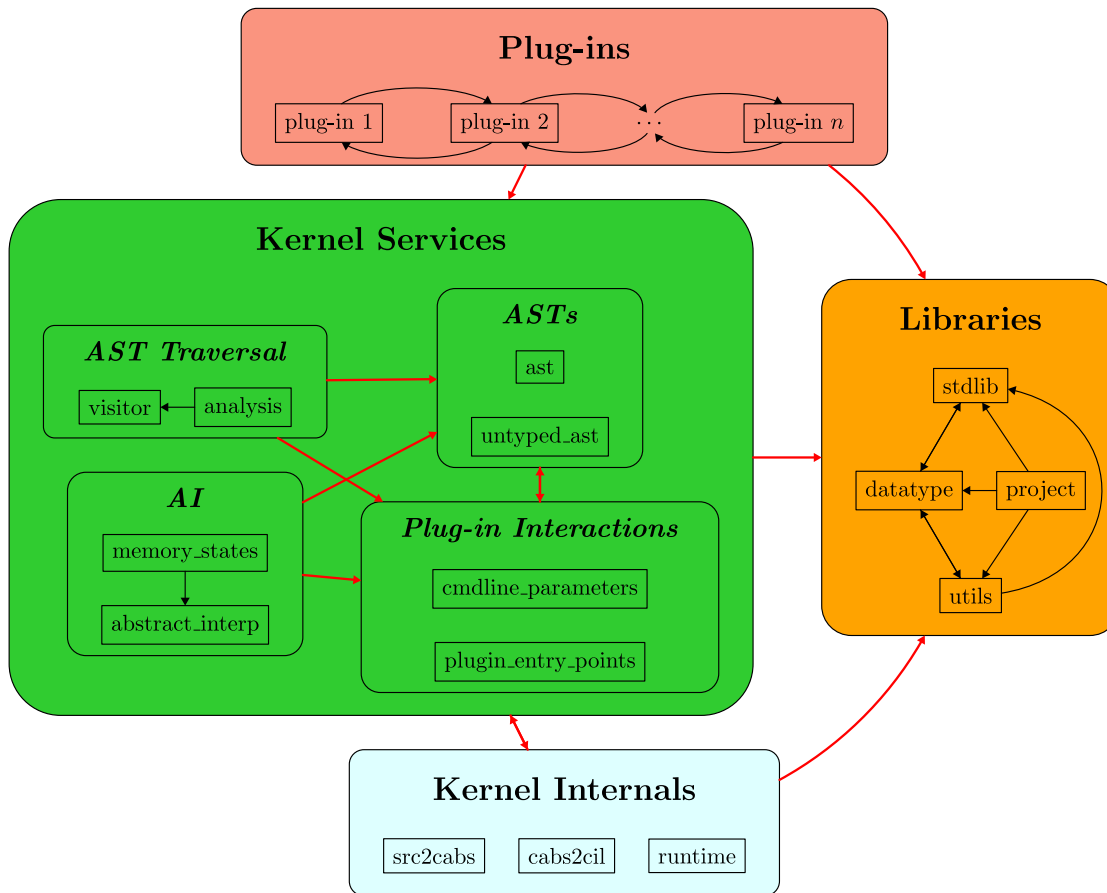 Plug-ins
plug-in 1
plug-in 2
...
plug-in n
Kernel Services
AST Traversal
visitor
analysis
ASTs
ast
untyped_ast
AI
memory_states
abstract_interp
Plug-in Interactions
cmdline_parameters
plugin_entry_points
Libraries
stdlib
datatype
project
utils
Kernel Internals
src2cabs
cabs2cil
runtime